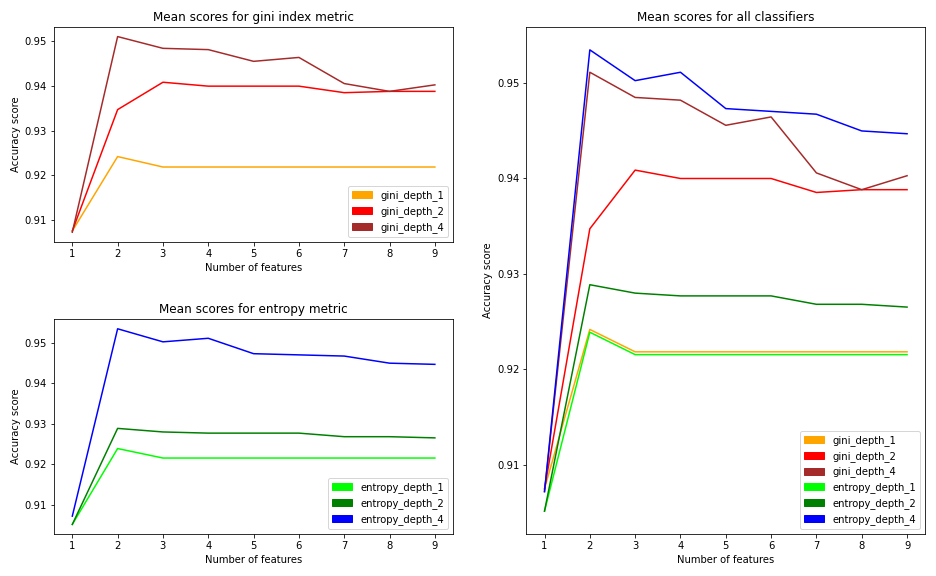 Mean scores for gini index metric
Accuracy score
0.95
0.94
0.93
0.92
0.91
gini_depth_1
gini_depth_2
gini_depth_4
1 2 3 4 5 6 7 8 9
Number of features
Mean scores for entropy metric
Accuracy score
0.95
0.94
0.93
0.92
0.91
entropy_depth_1
entropy_depth_2
entropy_depth_4
1 2 3 4 5 6 7 8 9
Number of features
Mean scores for all classifiers
Accuracy score
0.95
0.94
0.93
0.92
0.91
gini_depth_1
gini_depth_2
gini_depth_4
entropy_depth_1
entropy_depth_2
entropy_depth_4
1 2 3 4 5 6 7 8 9
Number of features